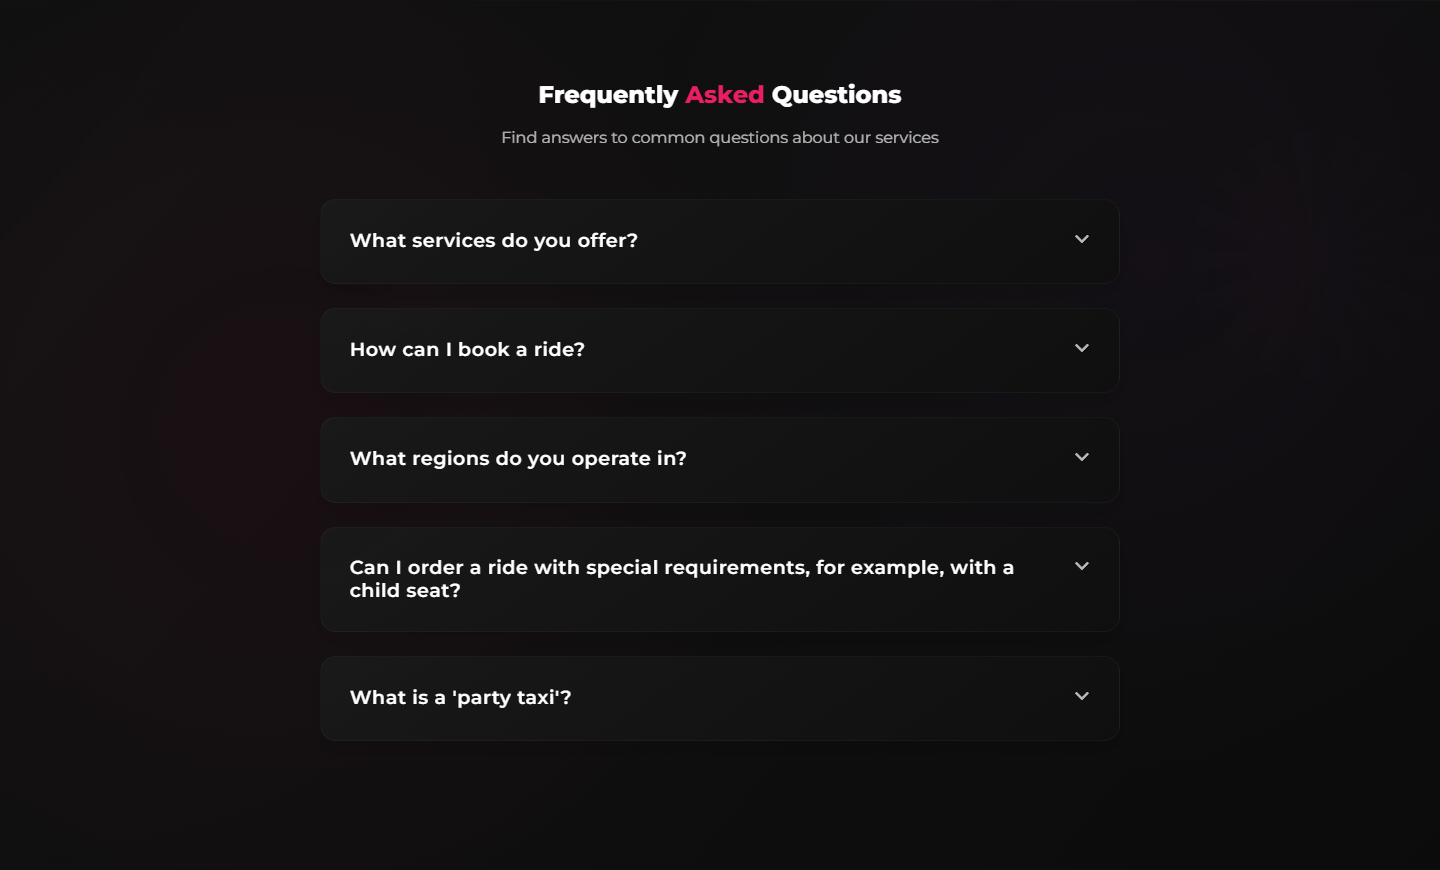 Frequently Asked Questions
Find answers to common questions about our services
What services do you offer?
How can I book a ride?
What regions do you operate in?
Can I order a ride with special requirements, for example, with a
child seat?
What is a 'party taxi'?